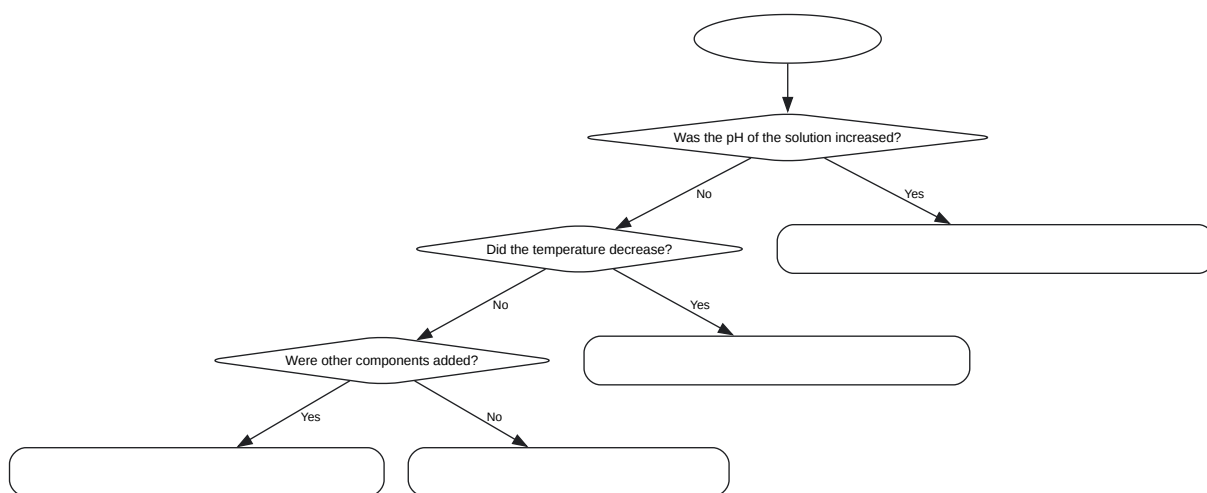 Was the pH of the solution increased?
No
Yes
Did the temperature decrease?
No
Yes
Were other components added?
Yes
No